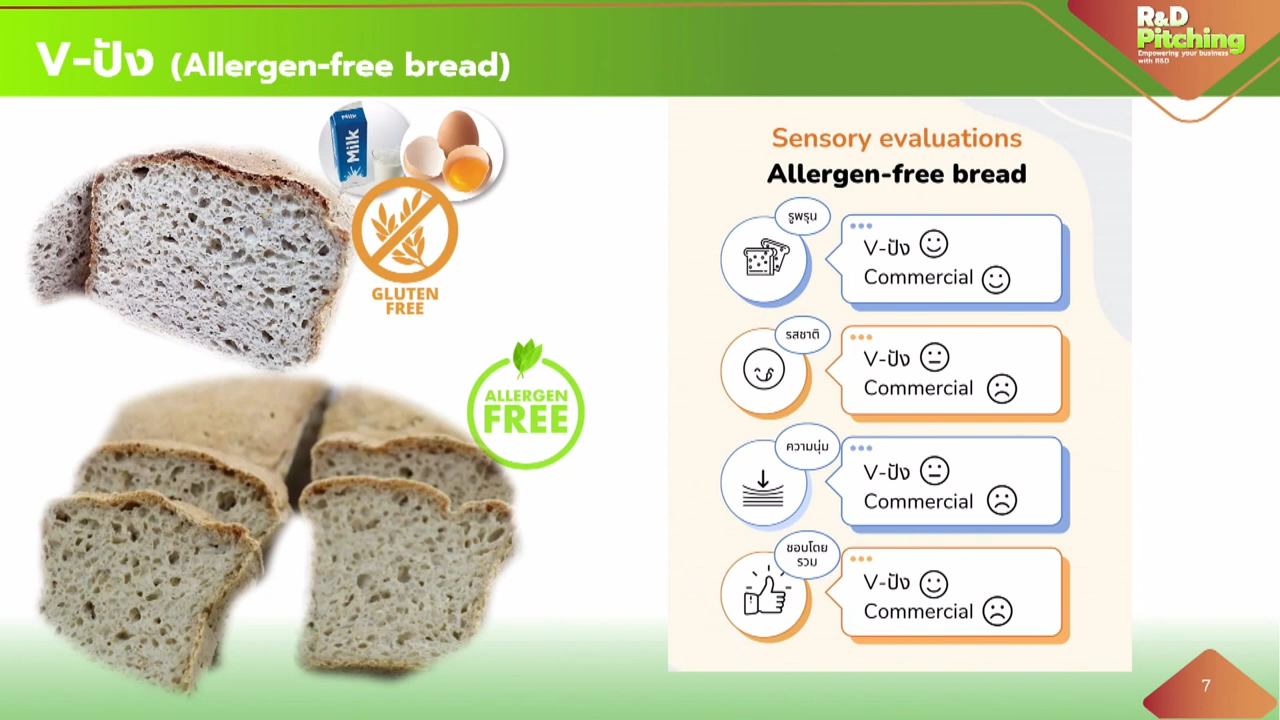 V-ปัง (Allergen-free bread)
R&D
Pitching
Empowering your business
with R&D
Milk
Milk
GLUTEN
FREE
ALLERGEN
FREE
Sensory evaluations
Allergen-free bread
รูพรุน
V-ปัง
Commercial
รสชาติ
V-ปัง
Commercial
ความนุ่ม
V-ปัง
Commercial
ชอบโดย
รวม
V-ปัง
Commercial
7